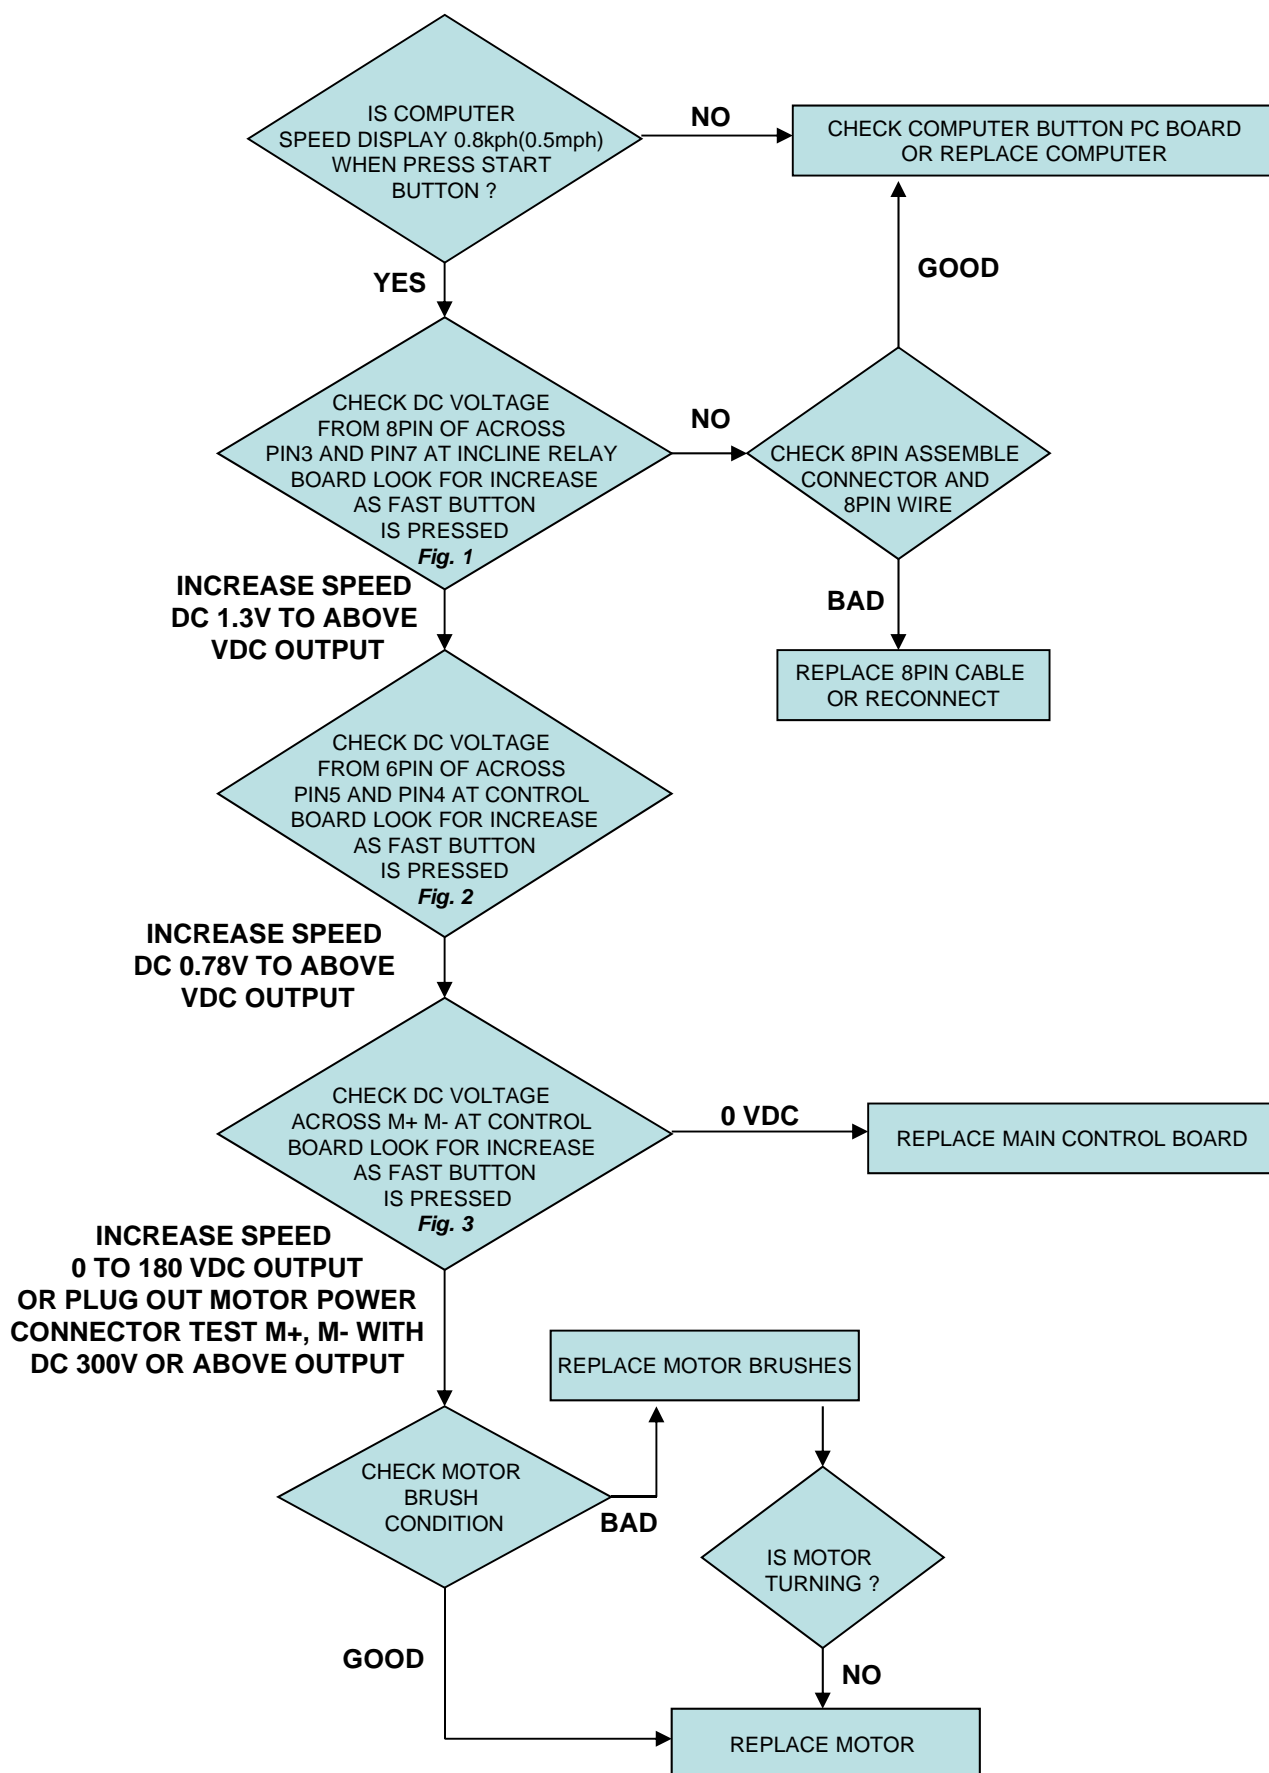 IS COMPUTER
SPEED DISPLAY 0.8kph(0.5mph)
WHEN PRESS START
BUTTON ?
NO
CHECK COMPUTER BUTTON PC BOARD
OR REPLACE COMPUTER
YES
GOOD
CHECK DC VOLTAGE
FROM 8PIN OF ACROSS
PIN3 AND PIN7 AT INCLINE RELAY
BOARD LOOK FOR INCREASE
AS FAST BUTTON
IS PRESSED
Fig. 1
NO
CHECK 8PIN ASSEMBLE
CONNECTOR AND
8PIN WIRE
BAD
REPLACE 8PIN CABLE
OR RECONNECT
INCREASE SPEED
DC 1.3V TO ABOVE
VDC OUTPUT
CHECK DC VOLTAGE
FROM 6PIN OF ACROSS
PIN5 AND PIN4 AT CONTROL
BOARD LOOK FOR INCREASE
AS FAST BUTTON
IS PRESSED
Fig. 2
INCREASE SPEED
DC 0.78V TO ABOVE
VDC OUTPUT
CHECK DC VOLTAGE
ACROSS M+ M- AT CONTROL
BOARD LOOK FOR INCREASE
AS FAST BUTTON
IS PRESSED
Fig. 3
0 VDC
REPLACE MAIN CONTROL BOARD
INCREASE SPEED
0 TO 180 VDC OUTPUT
OR PLUG OUT MOTOR POWER
CONNECTOR TEST M+, M- WITH
DC 300V OR ABOVE OUTPUT
REPLACE MOTOR BRUSHES
CHECK MOTOR
BRUSH
CONDITION
BAD
IS MOTOR
TURNING ?
GOOD
NO
REPLACE MOTOR